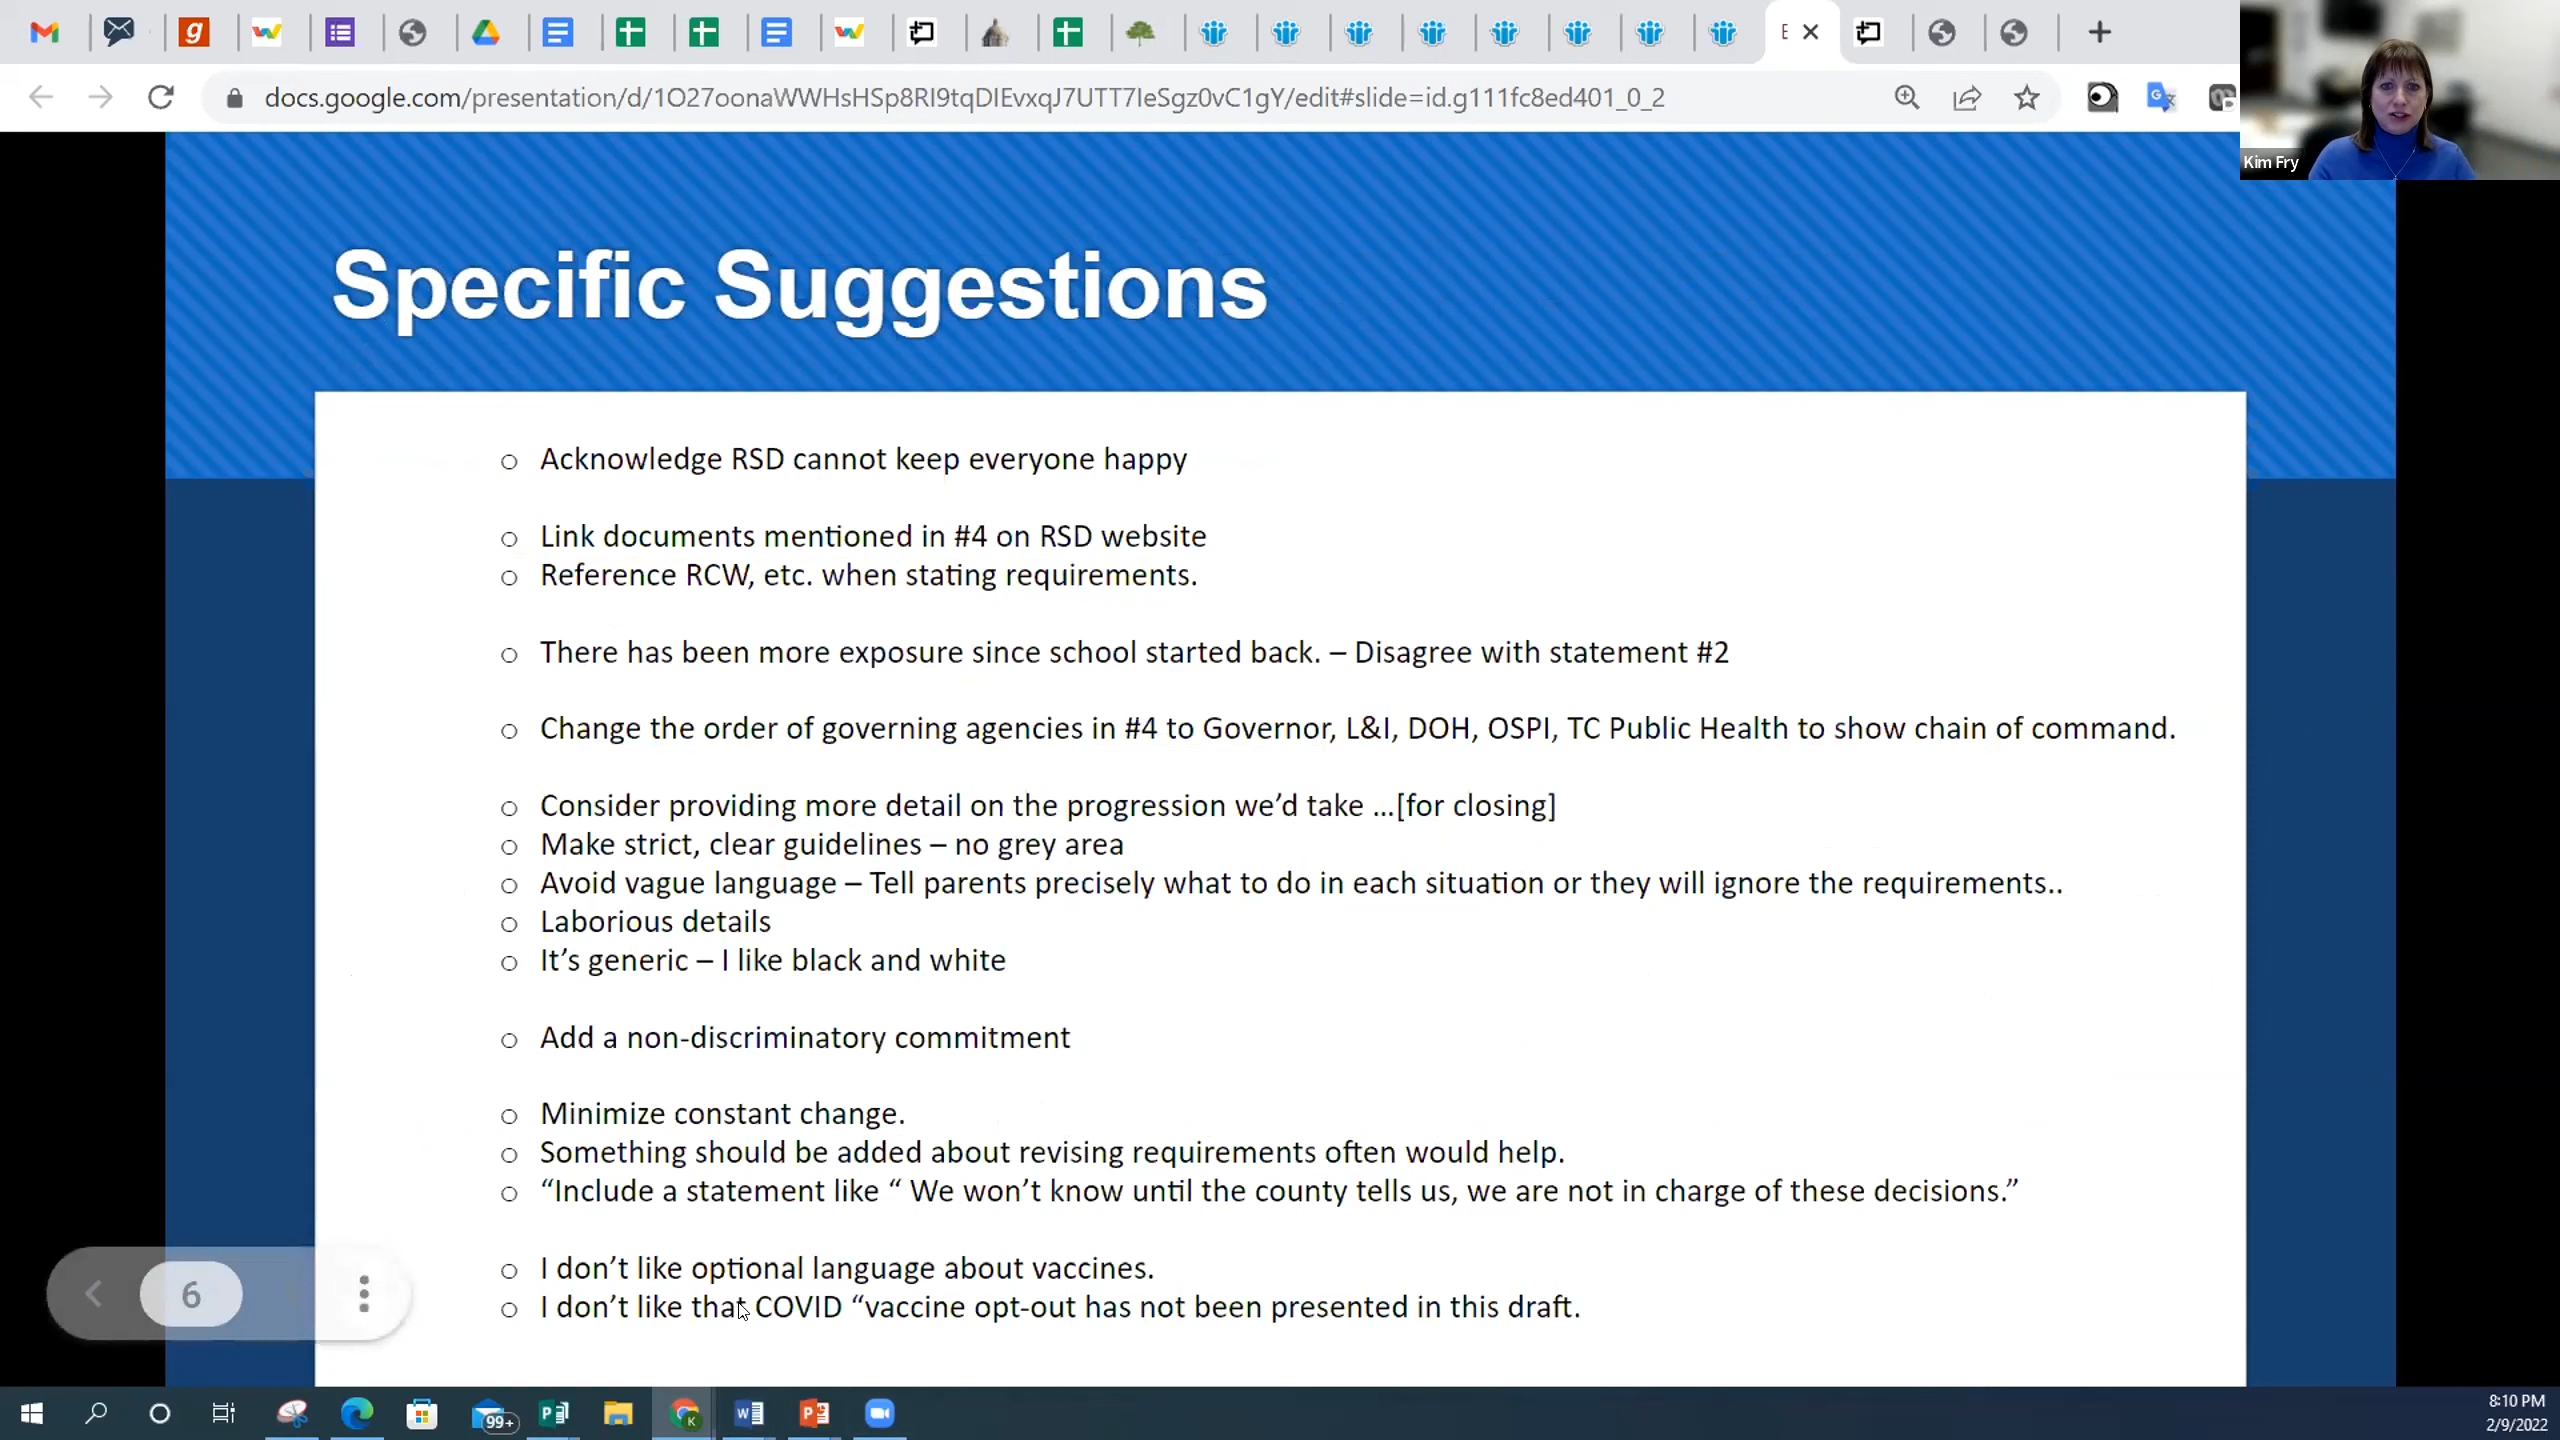 E
docs.google.com/presentation/d/1O27oonaWWHsHSp8RI9tqDIEvxqJ7UTT7IeSgz0vC1gY/edit#slide=id.g111fc8ed401_0_2
Kim Fry
Specific Suggestions
Acknowledge RSD cannot keep everyone happy
Link documents mentioned in #4 on RSD website
Reference RCW, etc. when stating requirements.
There has been more exposure since school started back. – Disagree with statement #2
Change the order of governing agencies in #4 to Governor, L&I, DOH, OSPI, TC Public Health to show chain of command.
Consider providing more detail on the progression we’d take …[for closing]
Make strict, clear guidelines – no grey area
Avoid vague language – Tell parents precisely what to do in each situation or they will ignore the requirements..
Laborious details
It’s generic – I like black and white
Add a non-discriminatory commitment
Minimize constant change.
Something should be added about revising requirements often would help.
“Include a statement like “ We won’t know until the county tells us, we are not in charge of these decisions.”
I don’t like optional language about vaccines.
I don’t like that COVID “vaccine opt-out has not been presented in this draft.
6
99+
8:10 PM
2/9/2022